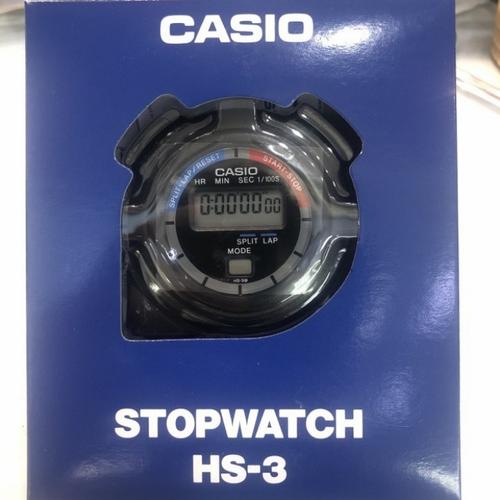 CASIO
SPLIT•LAP/RESET
START•STOP
CASIO
HR MIN SEC 1/100S
0:00'00"00
SPLIT LAP
MODE
STOPWATCH
HS-3